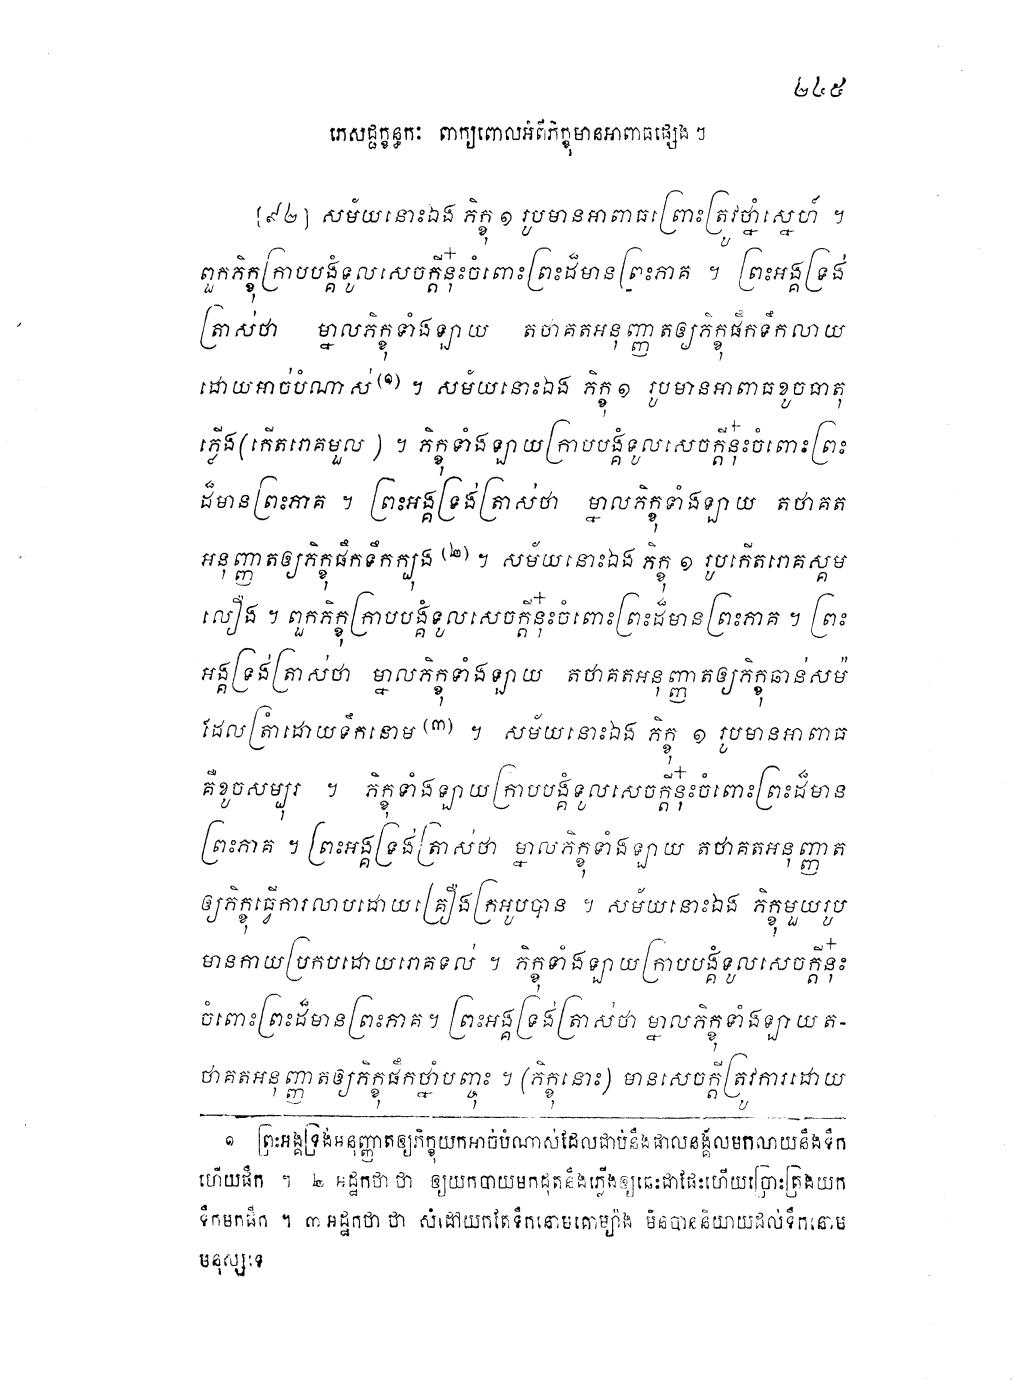 ២៤៥
ភេសជ្ជក្ខន្ធកៈ ពាក្យពោលអំពីភិក្ខុមានអាពាធផ្សេងៗ
[៩២] សម័យនោះឯង ភិក្ខុ ១ រូបមានអាពាធព្រោះត្រូវថ្នាំស្នេហ៍ ។
ពួកភិក្ខុក្រាបបង្គំទូលសេចក្តីនុ៎ះចំពោះព្រះដ៏មានព្រះភាគ ។ ព្រះអង្គទ្រង់
ត្រាស់ថា ម្នាលភិក្ខុទាំងឡាយ តថាគតអនុញ្ញាតឲ្យភិក្ខុផឹកទឹកលាយ
ដោយអាច់បំណាស់ (១) ។ សម័យនោះឯង ភិក្ខុ ១ រូបមានអាពាធខូចធាតុ
ភ្លើង (កើតរោគមួល ) ។ ភិក្ខុទាំងឡាយក្រាបបង្គំទូលសេចក្តីនុ៎ះចំពោះព្រះ
ដ៏មានព្រះភាគ ។ ព្រះអង្គទ្រង់ត្រាស់ថា ម្នាលភិក្ខុទាំងឡាយ តថាគត
អនុញ្ញាតឲ្យភិក្ខុផឹកទឹកក្បុង (២) ។ សម័យនោះឯង ភិក្ខុ ១ រូបកើតរោគស្គម
លឿង ។ ពួកភិក្ខុក្រាបបង្គំទូលសេចក្តីនុ៎ះចំពោះព្រះដ៏មានព្រះភាគ ។ ព្រះ
អង្គទ្រង់ត្រាស់ថា ម្នាលភិក្ខុទាំងឡាយ តថាគតអនុញ្ញាតឲ្យភិក្ខុឆាន់សម៉
ដែលត្រាំដោយទឹកនោម (៣) ។ សម័យនោះឯង ភិក្ខុ ១ រូបមានអាពាធ
គឺខូចសម្បុរ ។ ភិក្ខុទាំងឡាយក្រាបបង្គំទូលសេចក្តីនុ៎ះចំពោះព្រះដ៏មាន
ព្រះភាគ ។ ព្រះអង្គទ្រង់ត្រាស់ថា ម្នាលភិក្ខុទាំងឡាយ តថាគតអនុញ្ញាត
ឲ្យភិក្ខុធ្វើការលាបដោយគ្រឿងក្រអូបបាន ។ សម័យនោះឯង ភិក្ខុមួយរូប
មានកាយប្រកបដោយរោគទល់ ។ ភិក្ខុទាំងឡាយក្រាបបង្គំទូលសេចក្តីនុ៎ះ
ចំពោះព្រះដ៏មានព្រះភាគ ។ ព្រះអង្គទ្រង់ត្រាស់ថា ម្នាលភិក្ខុទាំងឡាយ ត-
ថាគតអនុញ្ញាតឲ្យភិក្ខុផឹកថ្នាំបញ្ចុះ ។ (ភិក្ខុនោះ) មានសេចក្តីត្រូវការដោយ
១ ព្រះអង្គទ្រង់អនុញ្ញាតឲ្យភិក្ខុយកអាច់បំណាស់ដែលជាប់នឹងផាលនង្គ័លមកលាយនឹងទឹក
ហើយផឹក ។ ២ អដ្ឋកថា ថា ឲ្យយកបាយមកដុតនឹងភ្លើងឲ្យឆេះជាផែះហើយច្រោះត្រងយក
ទឹកមកផឹក ។ ៣ អដ្ឋកថា ថា សំដៅយកតែទឹកនោមគោម្យ៉ាង មិនបាននិយាយដល់ទឹកនោម
មនុស្សទេ